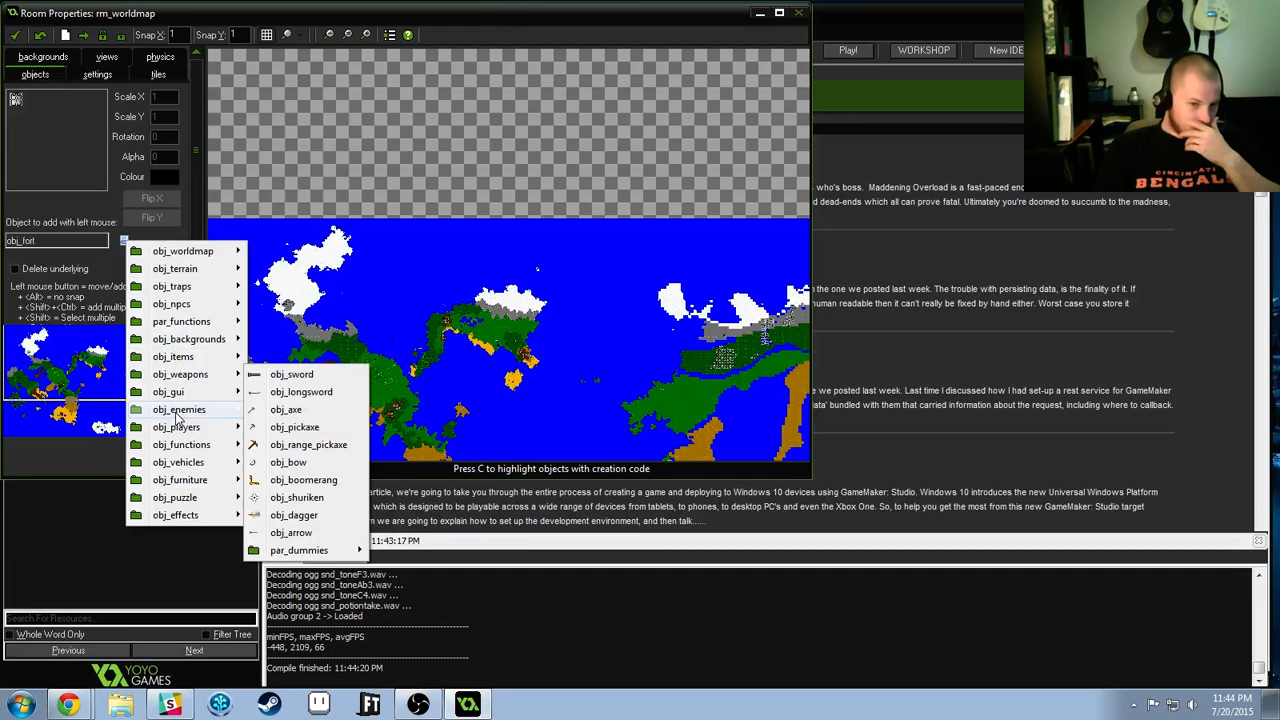 Room Properties: rm_worldmap
Snap X: 1 Snap Y: 1
backgrounds views physics
objects settings tiles
Scale X 1
Scale Y 1
Rotation 0
Alpha 0
Colour
Flip X
Flip Y
Object to add with left mouse:
obj_fort
Delete underlying
Left mouse button = move/add
+ <Alt> = no snap
+ <Shift>+<Ctrl> = add multiple
+ <Shift> = Select multiple
obj_worldmap
obj_terrain
obj_traps
obj_npcs
par_functions
obj_backgrounds
obj_items
obj_weapons
obj_gui
obj_enemies
obj_players
obj_functions
obj_vehicles
obj_furniture
obj_puzzle
obj_effects
obj_sword
obj_longsword
obj_axe
obj_pickaxe
obj_range_pickaxe
obj_bow
obj_boomerang
obj_shuriken
obj_dagger
obj_arrow
par_dummies
Press C to highlight objects with creation code
Play! WORKSHOP New IDE
who's boss. Maddening Overload is a fast-paced
dead-ends which all can prove fatal. Ultimately you're doomed to succumb to the madness,
the one we posted last week. The trouble with persisting data, is the finality of it. If
human readable then it can't really be fixed by hand either. Worst case you store it
we posted last week. Last time I discussed how I had set-up a rest service for GameMaker
data' bundled with them that carried information about the request, including where to callback.
article, we're going to take you through the entire process of creating a game and deploying to Windows 10 devices using GameMaker: Studio. Windows 10 introduces the new Universal Windows Platform
which is designed to be playable across a wide range of devices from tablets, to phones, to desktop PC's and even the Xbox One. So, to help you get the most from this new GameMaker: Studio target
we are going to explain how to set up the development environment, and then talk......
11:43:17 PM
Decoding ogg snd_toneF3.wav ...
Decoding ogg snd_toneAb3.wav ...
Decoding ogg snd_toneC4.wav ...
Decoding ogg snd_potiontake.wav ...
Audio group 2 -> Loaded
minFPS, maxFPS, avgFPS
-448, 2109, 66
Compile finished: 11:44:20 PM
Search For Resources...
Whole Word Only Filter Tree
Previous Next
YOYO GAMES
CINCINNATI
BENGALS
FT
11:44 PM
7/20/2015